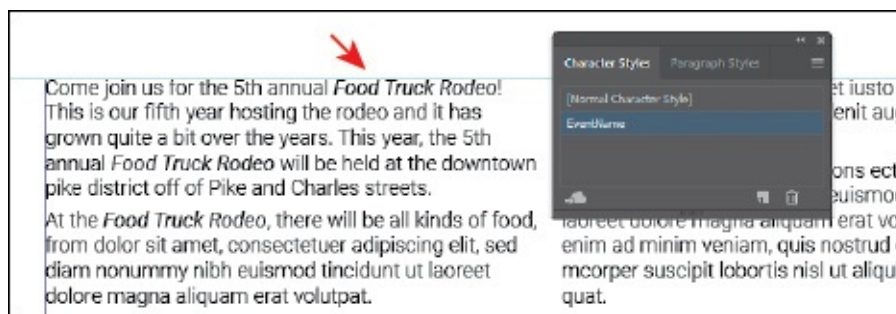 Come join us for the 5th annual Food Truck Rodeo!
This is our fifth year hosting the rodeo and it has
grown quite a bit over the years. This year, the 5th
annual Food Truck Rodeo will be held at the downtown
pike district off of Pike and Charles streets.
At the Food Truck Rodeo, there will be all kinds of food,
from dolor sit amet, consectetuer adipiscing elit, sed
diam nonummy nibh euismod tincidunt ut laoreet
dolore magna aliquam erat volutpat.
Character Styles Paragraph Styles
[Normal Character Style]
EventName
et iusto
enit au
ons ect
euismo
laoreet dolore magna aliquam erat vo
enim ad minim veniam, quis nostrud
mcorper suscipit lobortis nisl ut aliqu
quat.